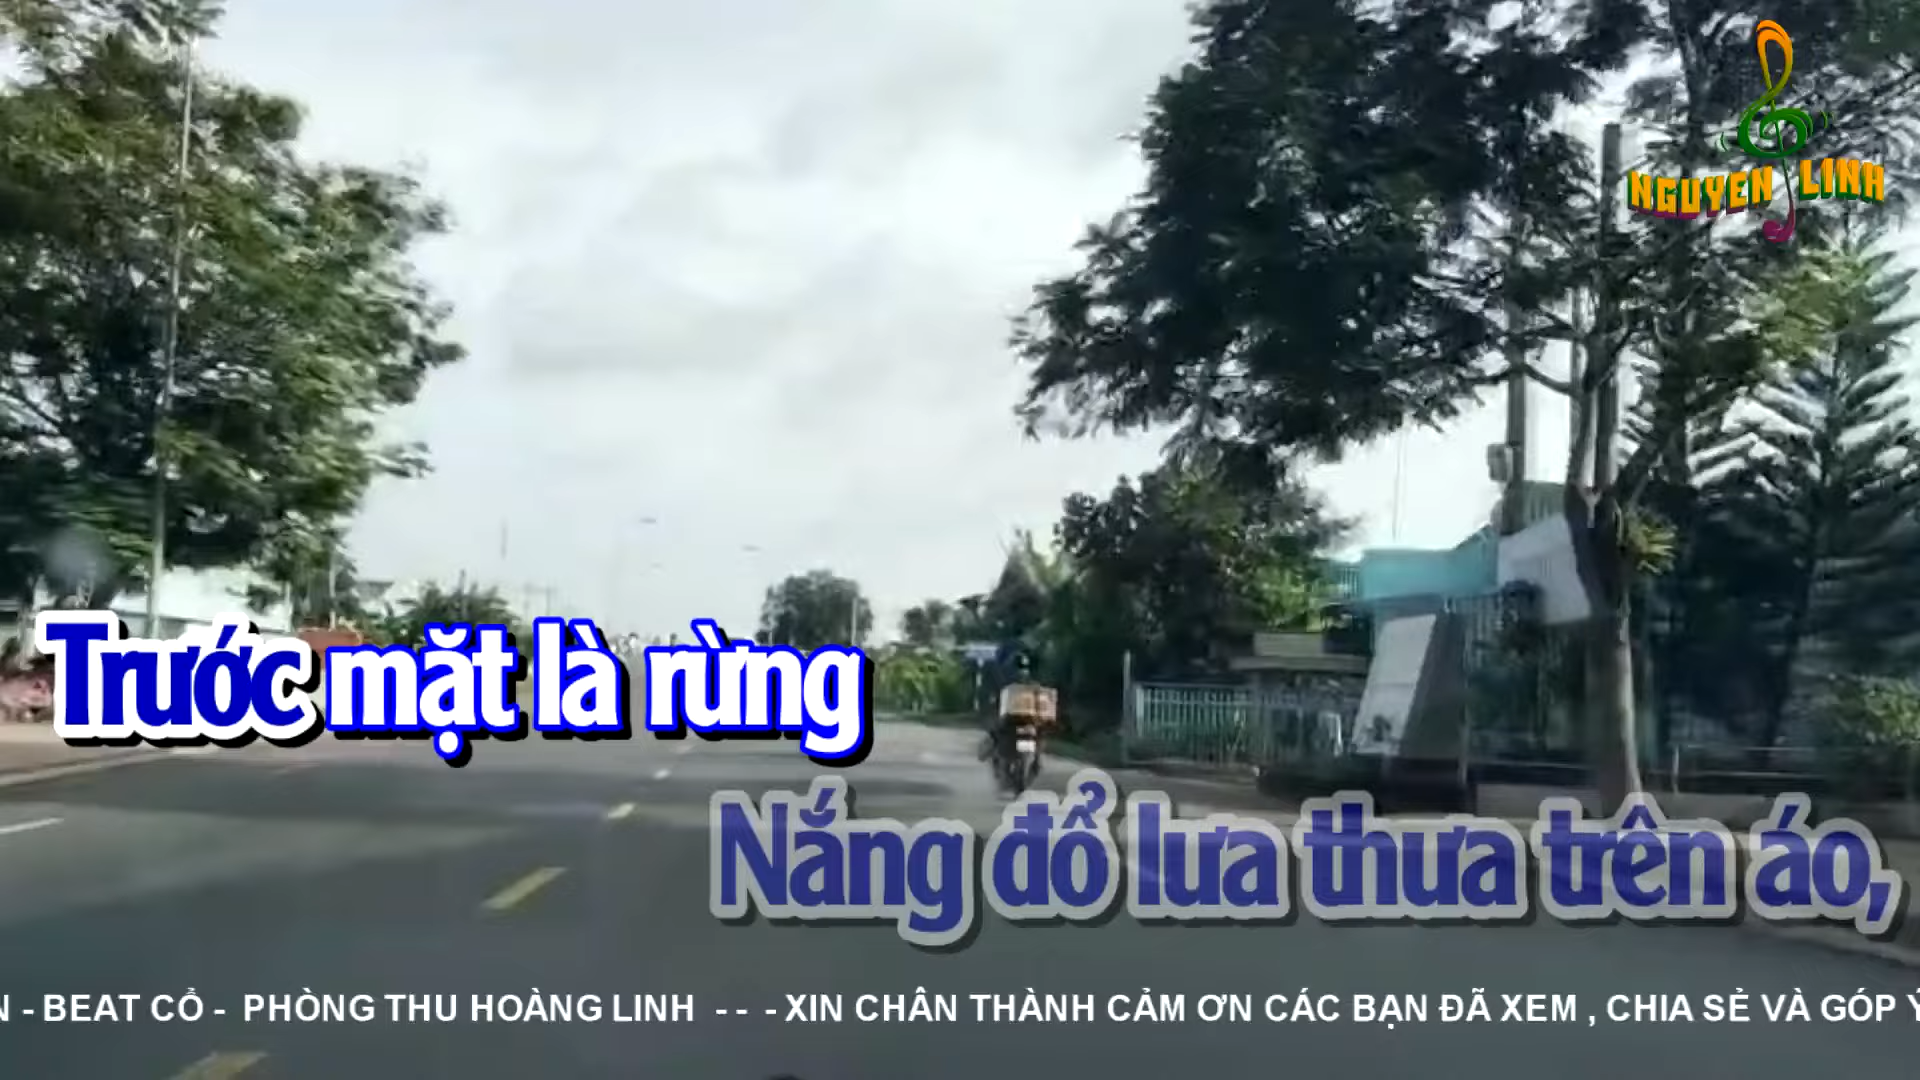 NGUYEN LINH
Trước mặt là rừng
Nắng đổ lưa thưa trên áo,
N - BEAT CỔ - PHÒNG THU HOÀNG LINH - - - XIN CHÂN THÀNH CẢM ƠN CÁC BẠN ĐÃ XEM , CHIA SẺ VÀ GÓP Ý